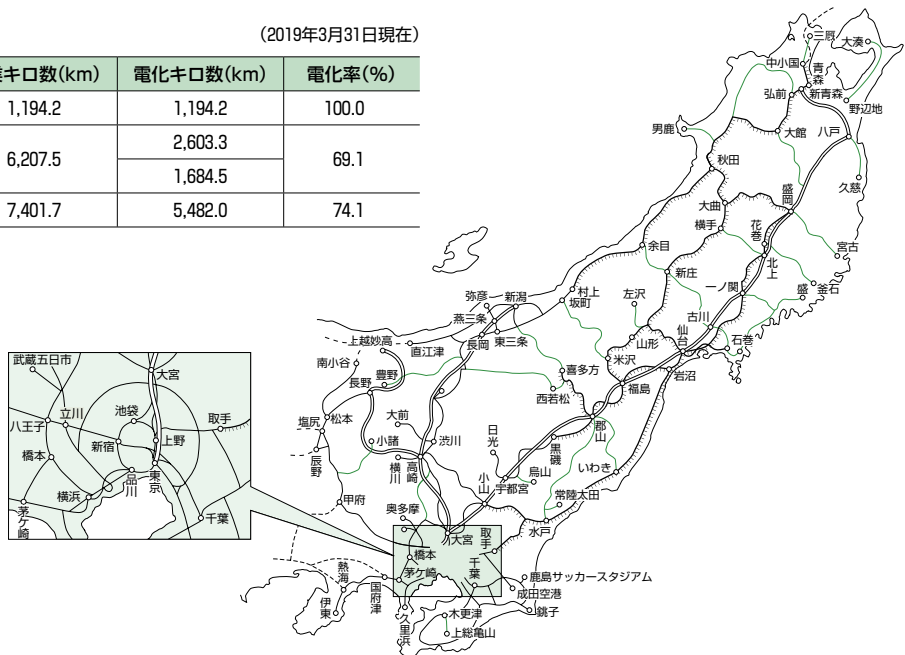 （2019年3月31日現在）
キロ数(km) 電化キロ数(km) 電化率(%)
1,194.2 1,194.2 100.0
6,207.5 2,603.3 69.1
1,684.5
7,401.7 5,482.0 74.1
三厩
大湊
中小国
青森
弘前
新青森
野辺地
男鹿
大館
八戸
秋田
久慈
盛岡
大曲
横手
花巻
宮古
余目
北上
新庄
一ノ関
盛
釜石
村上
坂町
左沢
古川
弥彦
新潟
燕三条
東三条
仙台
石巻
山形
長岡
米沢
上越妙高
直江津
南小谷
豊野
喜多方
岩沼
福島
長野
西若松
塩尻
松本
大前
郡山
日光
黒磯
小諸
渋川
いわき
辰野
横川
高崎
小山
宇都宮
烏山
常陸太田
甲府
奥多摩
水戸
大宮
取手
橋本
千葉
茅ケ崎
鹿島サッカースタジアム
成田空港
熱海
国府津
伊東
久里浜
木更津
銚子
上総亀山
武蔵五日市
大宮
立川
池袋
取手
八王子
新宿
上野
橋本
横浜
品川
東京
千葉
茅ケ崎